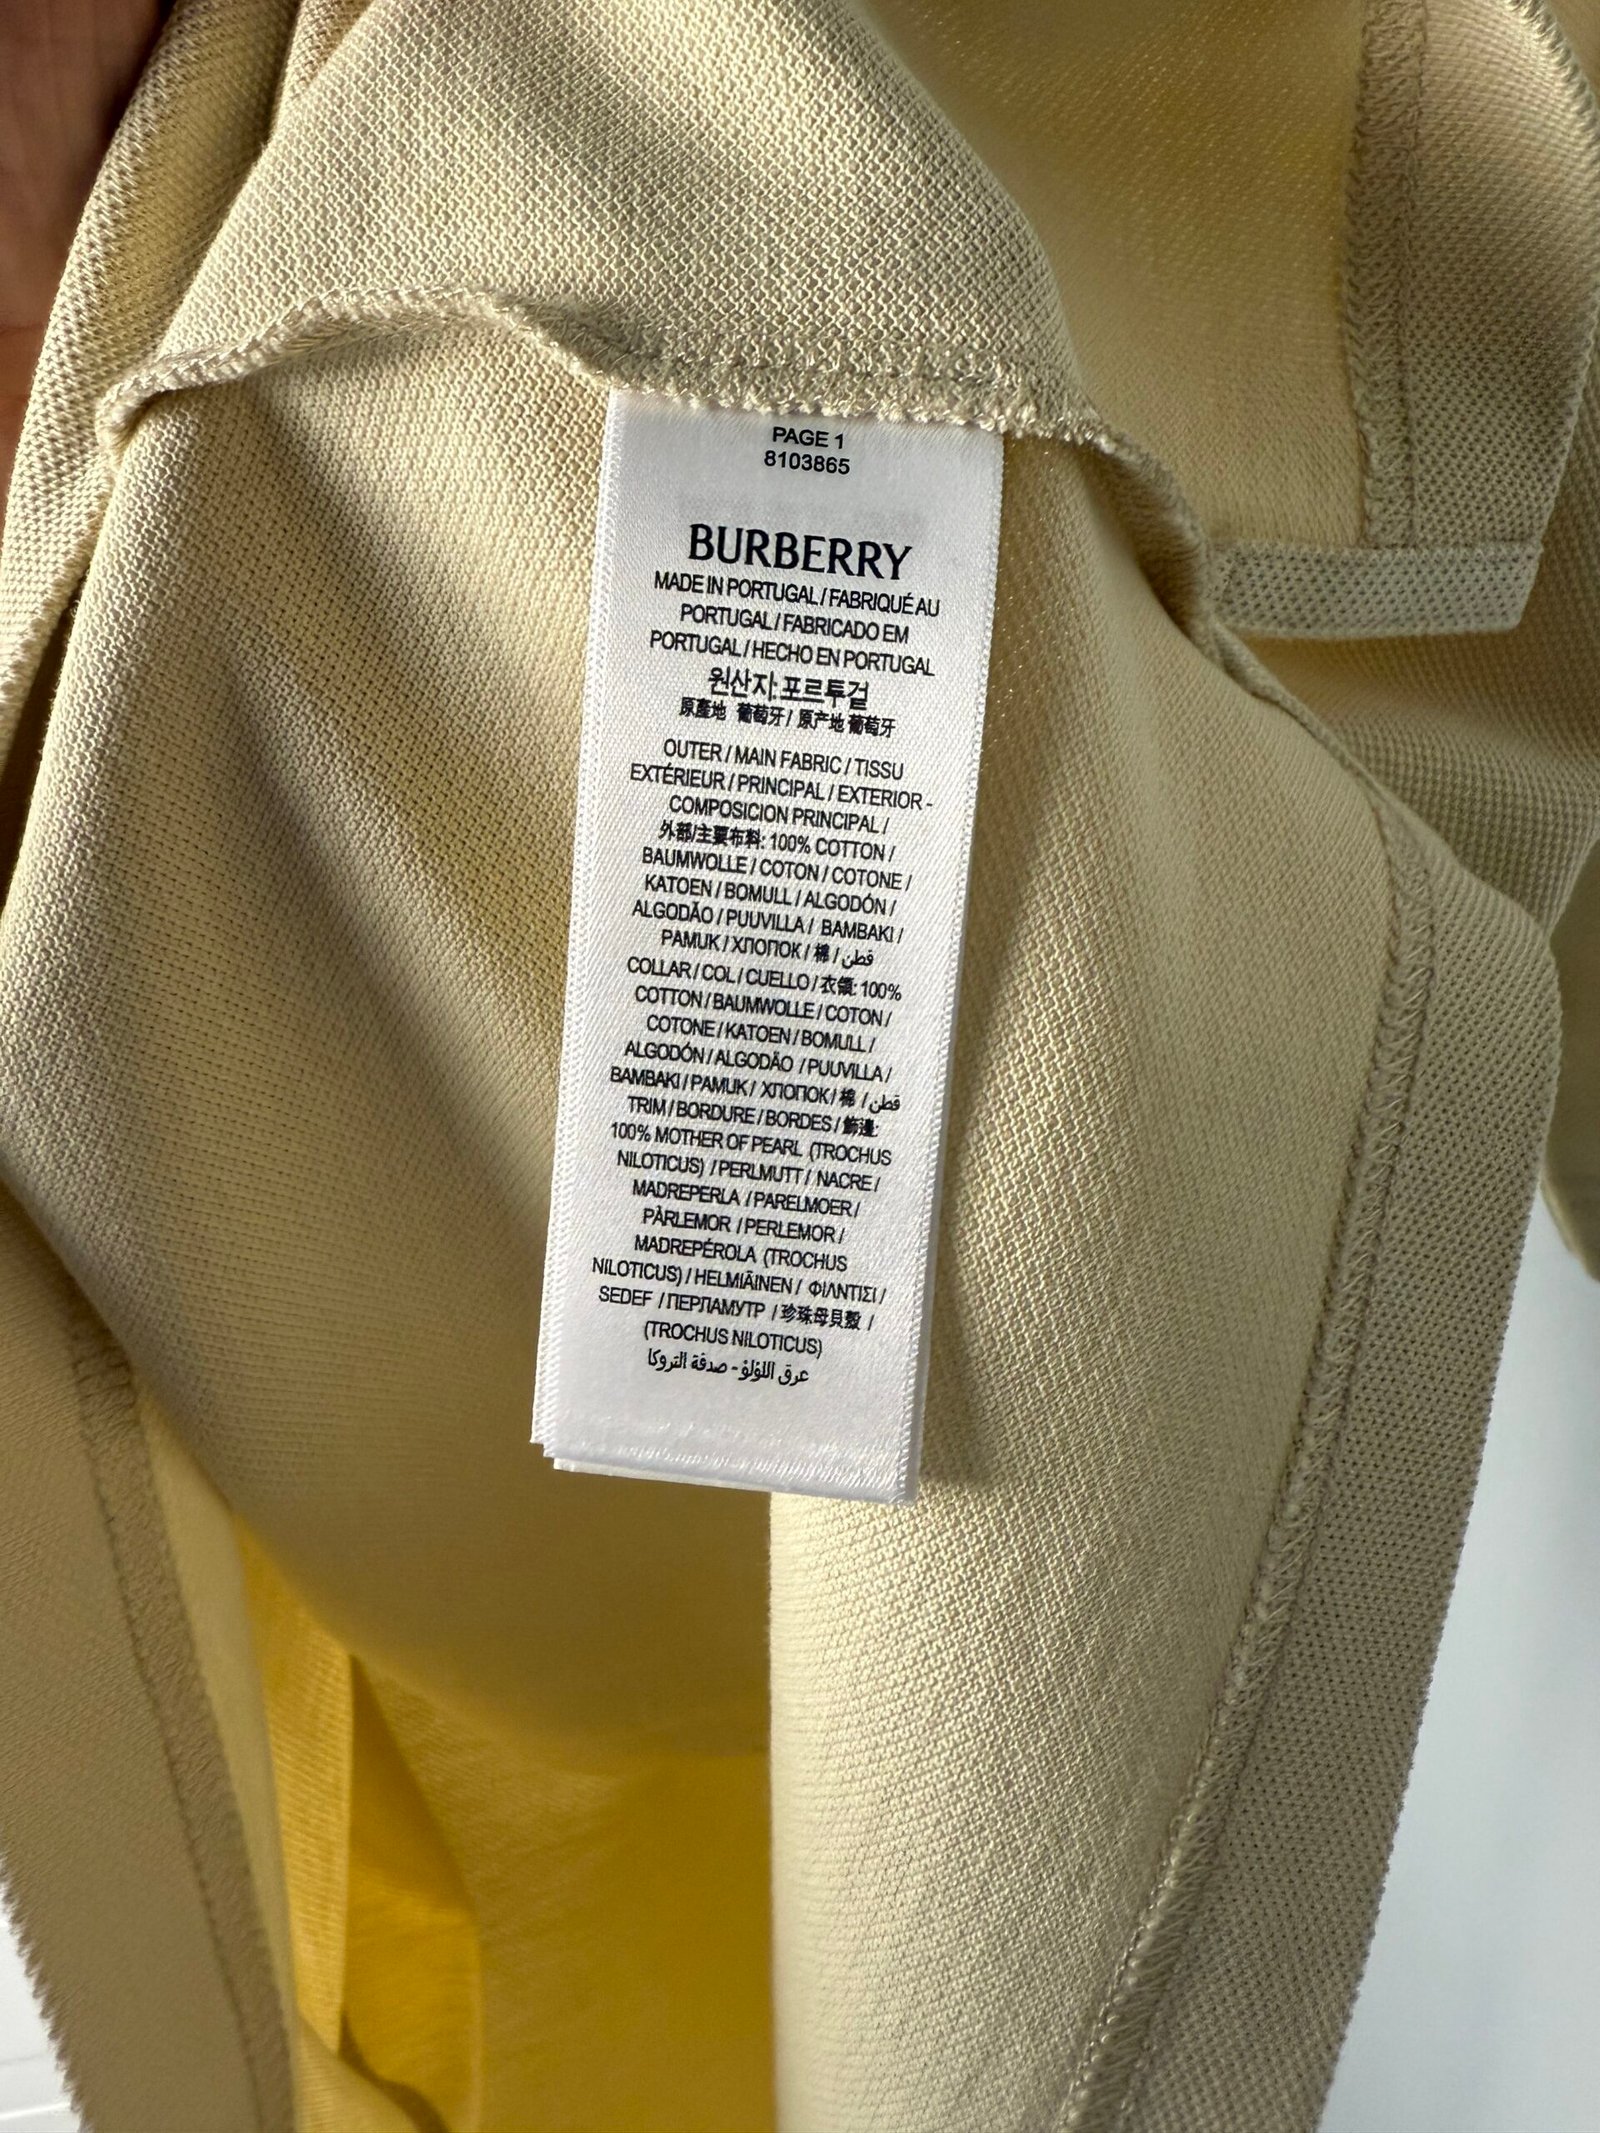 PAGE 1
8103865
BURBERRY
MADE IN PORTUGAL / FABRIQUÉ AU
PORTUGAL / FABRICADO EM
PORTUGAL / HECHO EN PORTUGAL
원산지: 포르투겉
原產地 葡萄牙 / 原产地 葡萄牙
OUTER / MAIN FABRIC / TISSU
EXTÉRIEUR / PRINCIPAL / EXTERIOR -
COMPOSICION PRINCIPAL /
外部/主要布料: 100% COTTON /
BAUMWOLLE / COTON / COTONE /
KATOEN / BOMULL / ALGODÓN /
ALGODÃO / PUUVILLA / BAMBAKI /
PAMUK / ХЛОПОК / 棉 / قطن
COLLAR / COL / CUELLO / 衣領: 100%
COTTON / BAUMWOLLE / COTON /
COTONE / KATOEN / BOMULL /
ALGODÓN / ALGODÃO / PUUVILLA /
BAMBAKI / PAMUK / ХЛОПОК / 棉 / قطن
TRIM / BORDURE / BORDES / 飾邊:
100% MOTHER OF PEARL (TROCHUS
NILOTICUS) / PERLMUTT / NACRE /
MADREPERLA / PARELMOER /
PÀRLEMOR / PERLEMOR /
MADREPÉROLA (TROCHUS
NILOTICUS) / HELMIÄINEN / ΦΙΛΝΤΙΣΙ /
SEDEF / ПЕРЛАМУТР / 珍珠母貝殼 /
(TROCHUS NILOTICUS)
عرق اللؤلؤ - صدفة التروكا